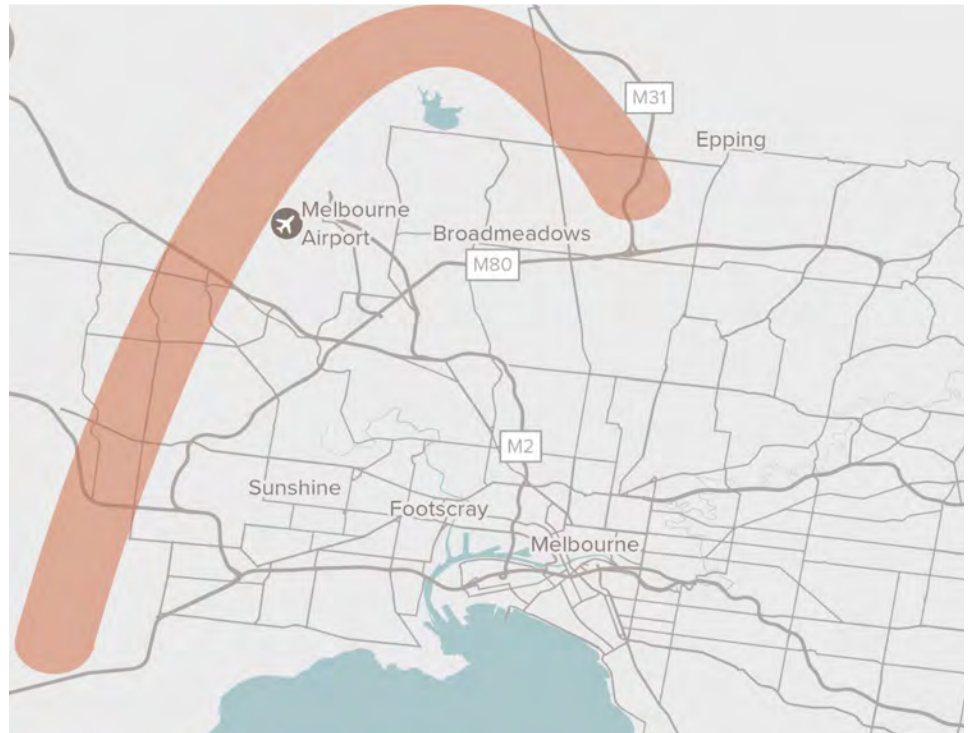 M31
Epping
Melbourne
Airport
Broadmeadows
M80
M2
Sunshine
Footscray
Melbourne